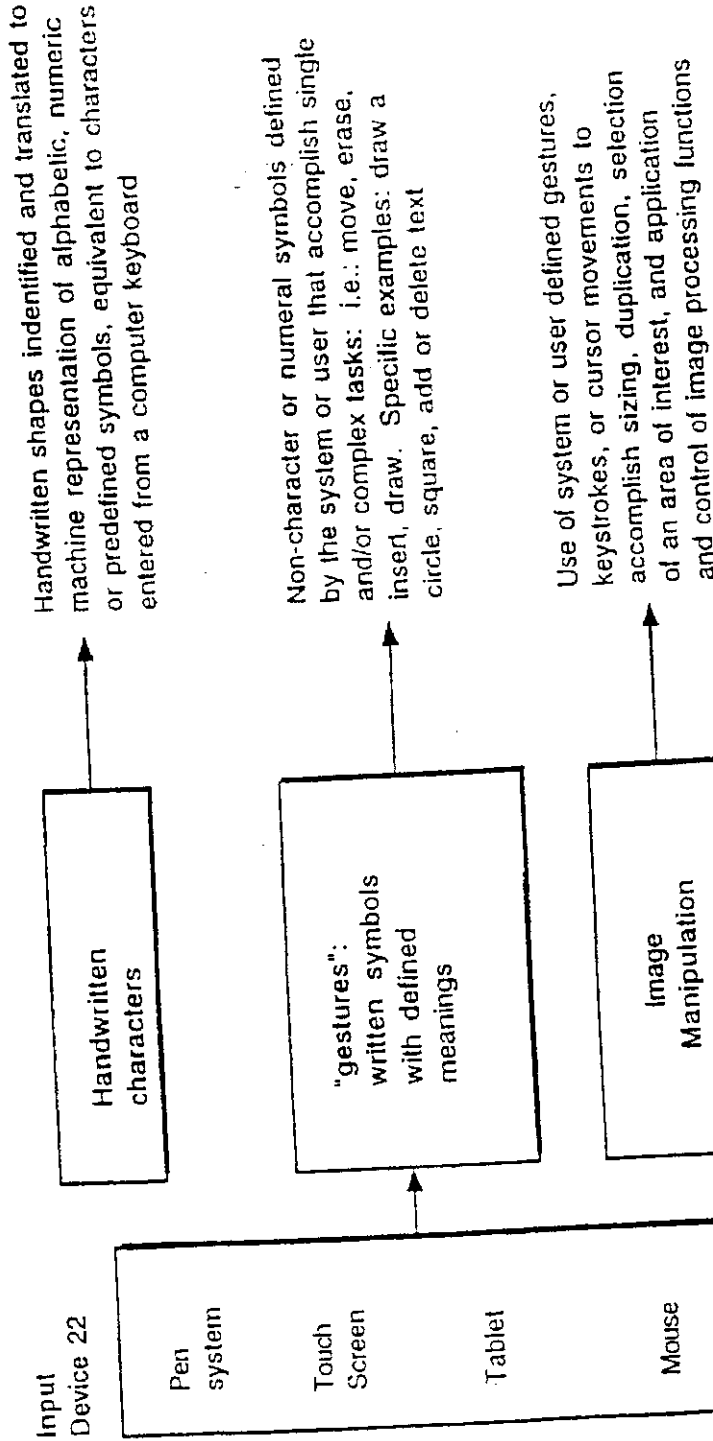 Input
Device 22
Pen
system
Touch
Screen
Tablet
Mouse
Handwritten
characters
"gestures":
written symbols
with defined
meanings
Image
Manipulation
Handwritten shapes indentified and translated to
machine representation of alphabetic, numeric
or predefined symbols, equivalent to characters
entered from a computer keyboard
Non-character or numeral symbols defined
by the system or user that accomplish single
and/or complex tasks: i.e.: move, erase,
insert, draw. Specific examples: draw a
circle, square, add or delete text
Use of system or user defined gestures,
keystrokes, or cursor movements to
accomplish sizing, duplication, selection
of an area of interest, and application
and control of image processing functions